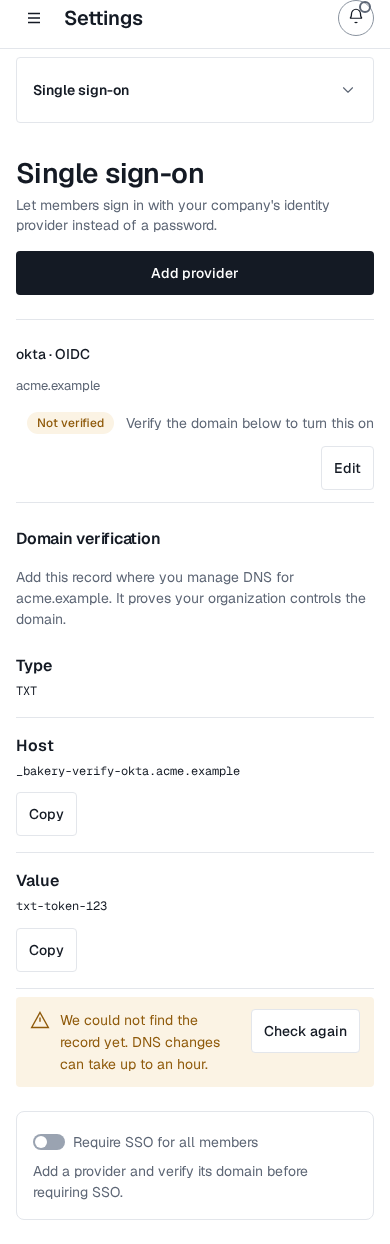 Settings
Single sign-on
Single sign-on
Let members sign in with your company's identity
provider instead of a password.
Add provider
okta · OIDC
acme.example
Not verified Verify the domain below to turn this on
Edit
Domain verification
Add this record where you manage DNS for
acme.example. It proves your organization controls the
domain.
Type
TXT
Host
_bakery-verify-okta.acme.example
Copy
Value
txt-token-123
Copy
We could not find the
record yet. DNS changes
can take up to an hour.
Check again
Require SSO for all members
Add a provider and verify its domain before
requiring SSO.